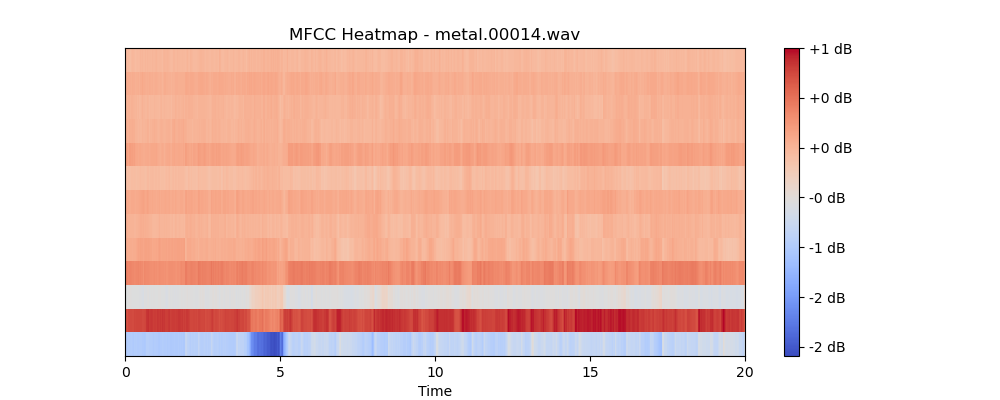 MFCC Heatmap - metal.00014.wav
+1 dB
+0 dB
+0 dB
-0 dB
-1 dB
-2 dB
-2 dB
0 5 10 15 20
Time